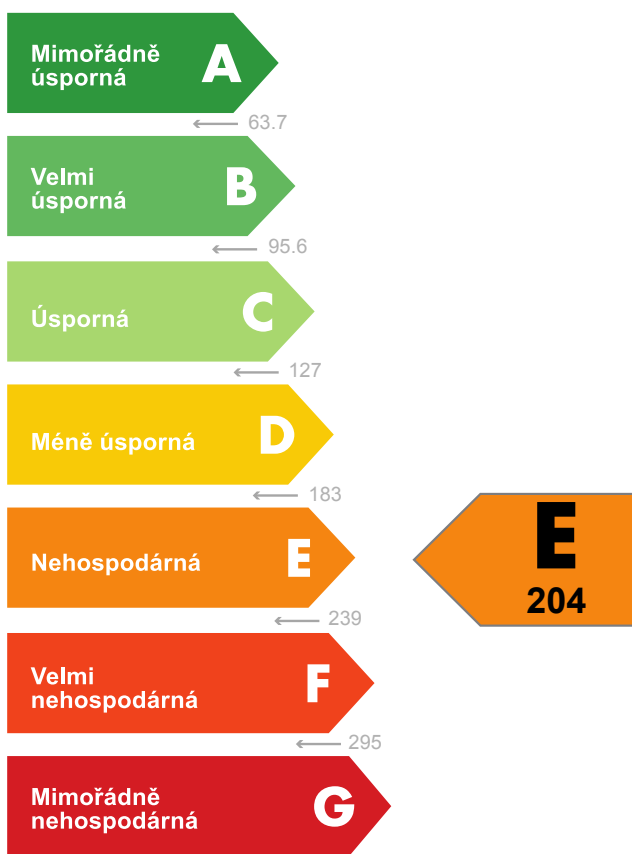 Mimořádně
úsporná
A
← 63.7
Velmi
úsporná
B
← 95.6
Úsporná
C
← 127
Méně úsporná
D
← 183
Nehospodárná
E
E
204
← 239
Velmi
nehospodárná
F
← 295
Mimořádně
nehospodárná
G